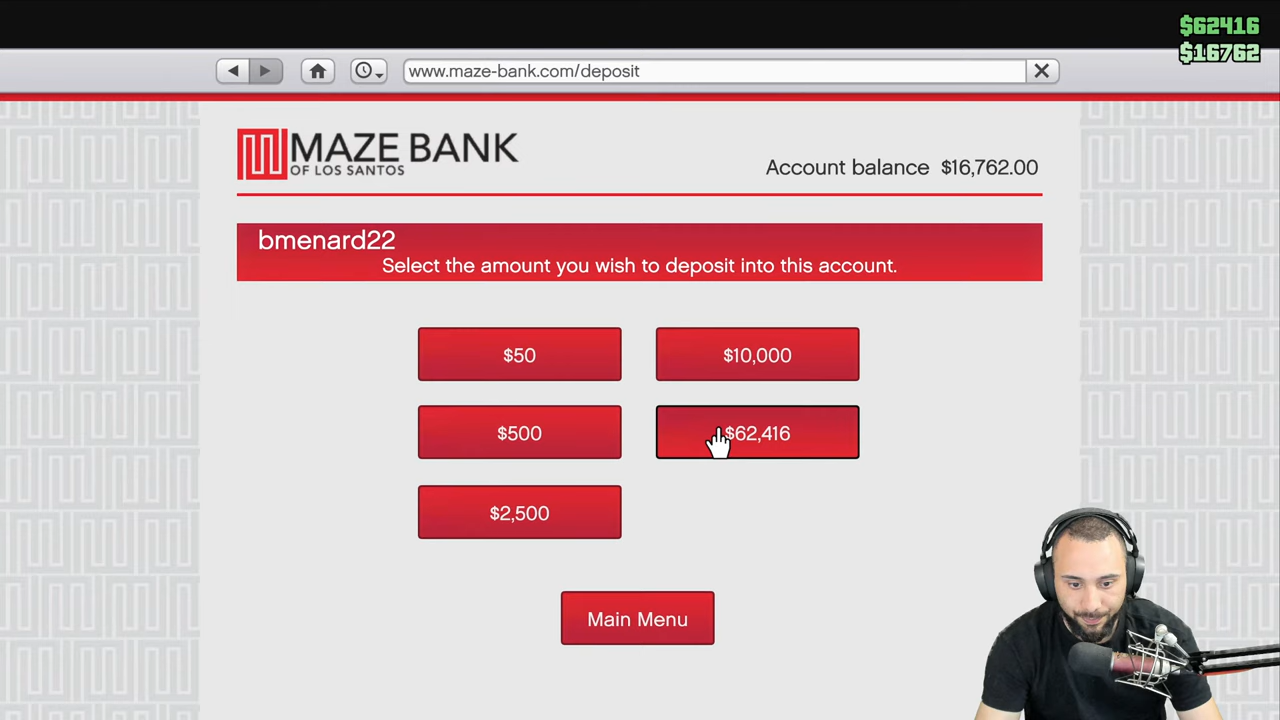 $62416
$16762
www.maze-bank.com/deposit
MAZE BANK
OF LOS SANTOS
Account balance $16,762.00
bmenard22
Select the amount you wish to deposit into this account.
$50
$10,000
$500
$62,416
$2,500
Main Menu